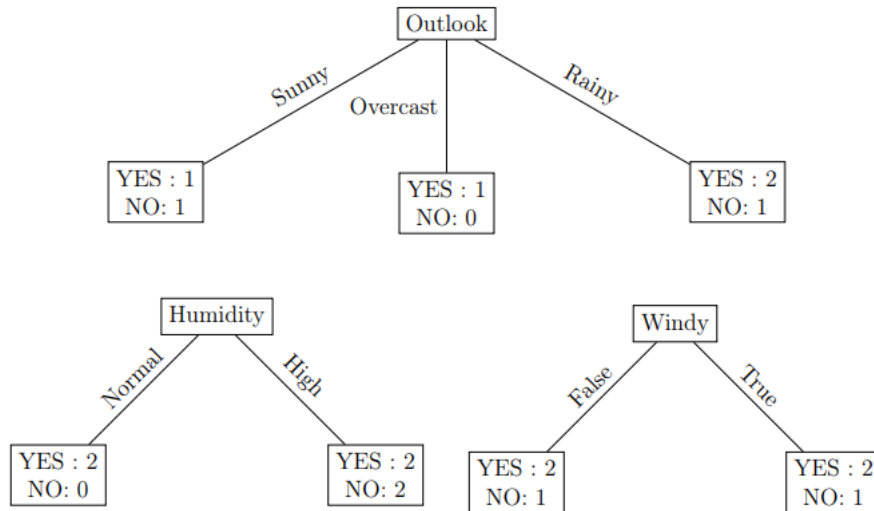 Outlook
Sunny
Overcast
Rainy
YES : 1
NO: 1
YES : 1
NO: 0
YES : 2
NO: 1
Humidity
Normal
High
YES : 2
NO: 0
YES : 2
NO: 2
Windy
False
True
YES : 2
NO: 1
YES : 2
NO: 1